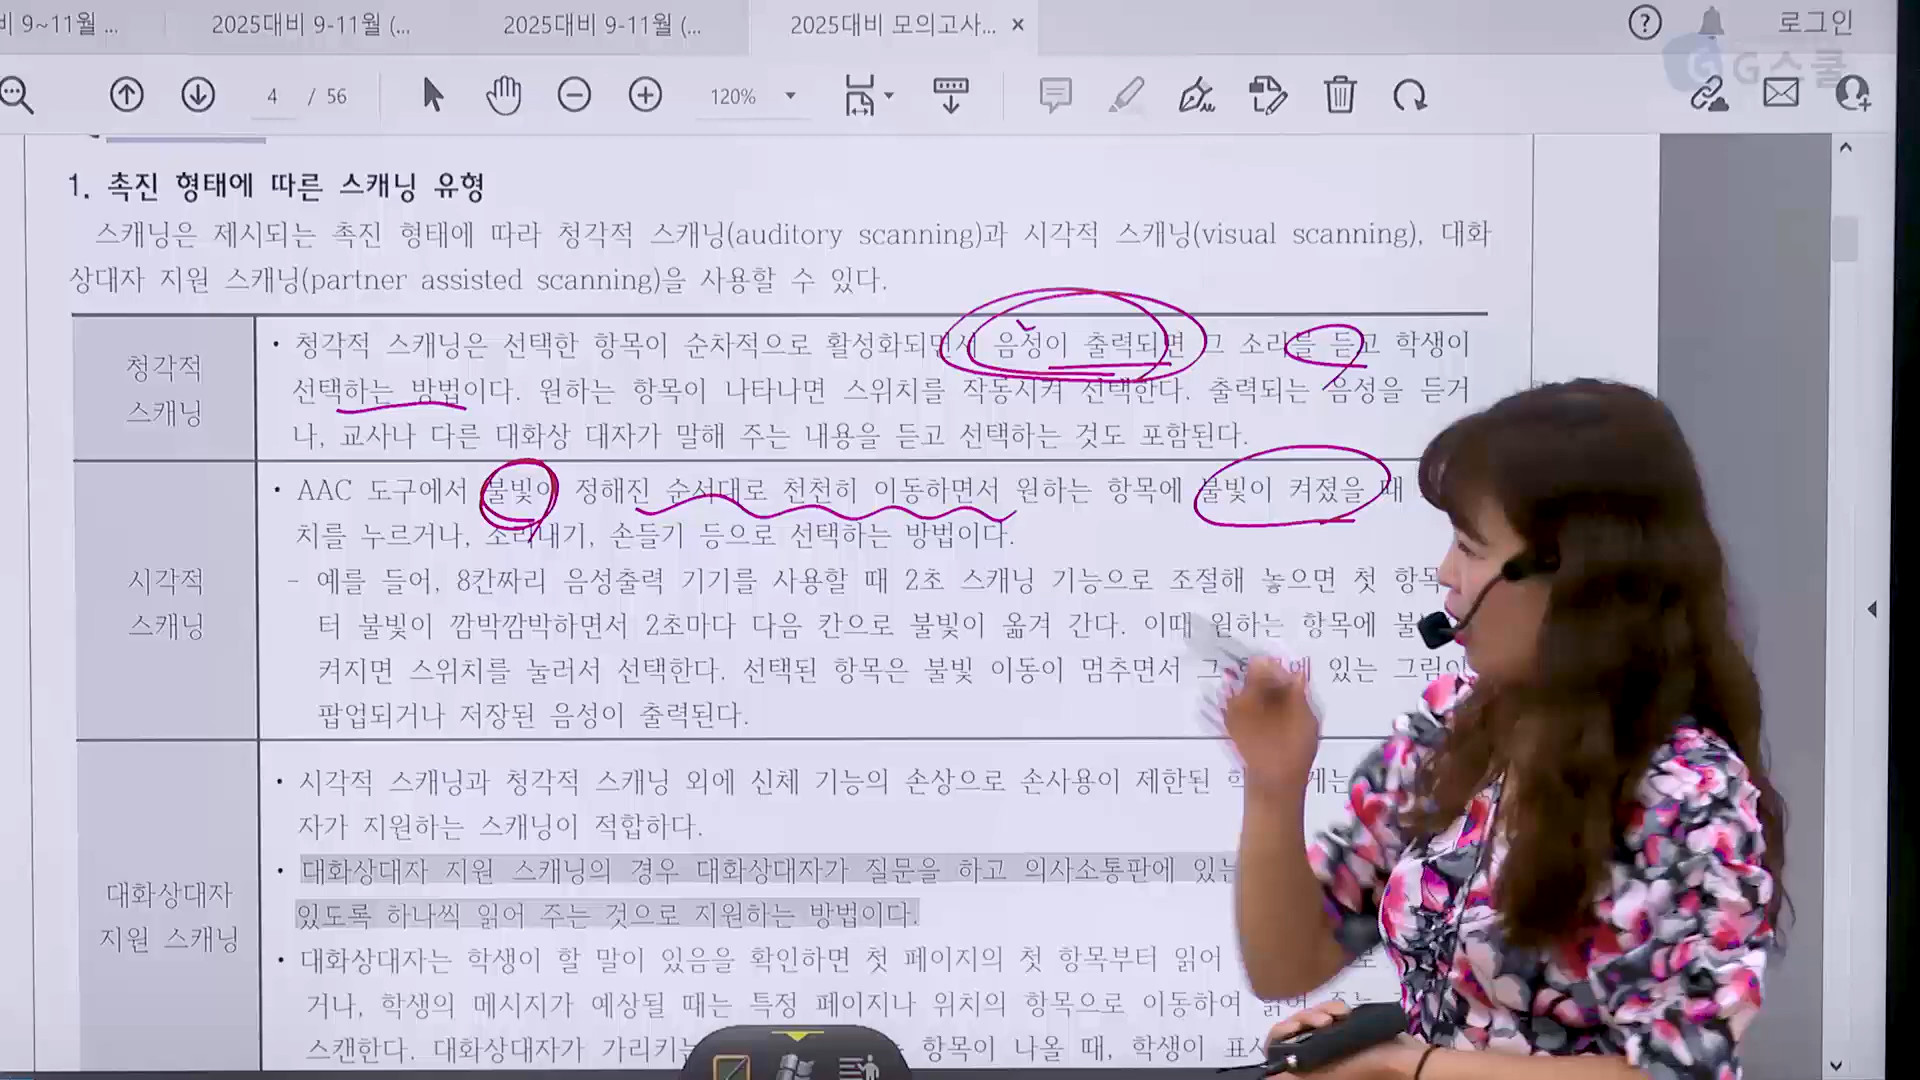 비 9~11월 ...
2025대비 9-11월 (...
2025대비 9-11월 (...
2025대비 모의고사...
로그인
G스쿨
4 / 56
120%
1. 촉진 형태에 따른 스캐닝 유형
스캐닝은 제시되는 촉진 형태에 따라 청각적 스캐닝(auditory scanning)과 시각적 스캐닝(visual scanning), 대화
상대자 지원 스캐닝(partner assisted scanning)을 사용할 수 있다.
청각적
스캐닝
• 청각적 스캐닝은 선택한 항목이 순차적으로 활성화되면서 음성이 출력되면 그 소리를 듣고 학생이
선택하는 방법이다. 원하는 항목이 나타나면 스위치를 작동시켜 선택한다. 출력되는 음성을 듣거
나, 교사나 다른 대화상 대자가 말해 주는 내용을 듣고 선택하는 것도 포함된다.
시각적
스캐닝
• AAC 도구에서 불빛이 정해진 순서대로 천천히 이동하면서 원하는 항목에 불빛이 켜졌을 때
치를 누르거나, 소리내기, 손들기 등으로 선택하는 방법이다.
- 예를 들어, 8칸짜리 음성출력 기기를 사용할 때 2초 스캐닝 기능으로 조절해 놓으면 첫 항목
터 불빛이 깜박깜박하면서 2초마다 다음 칸으로 불빛이 옮겨 간다. 이때 원하는 항목에 불
켜지면 스위치를 눌러서 선택한다. 선택된 항목은 불빛 이동이 멈추면서 그 항목에 있는 그림이
팝업되거나 저장된 음성이 출력된다.
대화상대자
지원 스캐닝
• 시각적 스캐닝과 청각적 스캐닝 외에 신체 기능의 손상으로 손사용이 제한된
자가 지원하는 스캐닝이 적합하다.
• 대화상대자 지원 스캐닝의 경우 대화상대자가 질문을 하고 의사소통판에 있는
있도록 하나씩 읽어 주는 것으로 지원하는 방법이다.
• 대화상대자는 학생이 할 말이 있음을 확인하면 첫 페이지의 첫 항목부터 읽어
거나, 학생의 메시지가 예상될 때는 특정 페이지나 위치의 항목으로 이동하여
스캔한다. 대화상대자가 가리키는 항목이 나올 때, 학생이